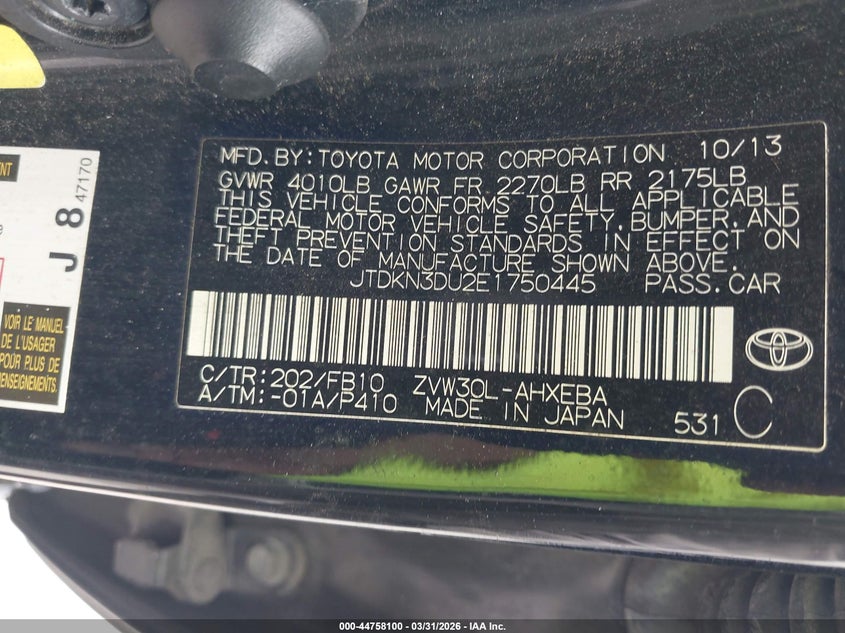 MFD.BY:TOYOTA MOTOR CORPORATION 10/13
GVWR 4010LB GAWR FR 2270LB RR 2175LB
THIS VEHICLE CONFORMS TO ALL APPLICABLE
FEDERAL MOTOR VEHICLE SAFETY,BUMPER,AND
THEFT PREVENTION STANDARDS IN EFFECT ON
THE DATE OF MANUFACTURE SHOWN ABOVE.
JTDKN3DU2E1750445 PASS.CAR
C/TR:202/FB10 ZVW30L-AHXEBA
A/TM:-01A/P410 MADE IN JAPAN 531 C
J 8 47170
VOIR LE MANUEL
DE L'USAGER
POUR PLUS DE
000-44758100 - 03/31/2026 - IAA Inc.